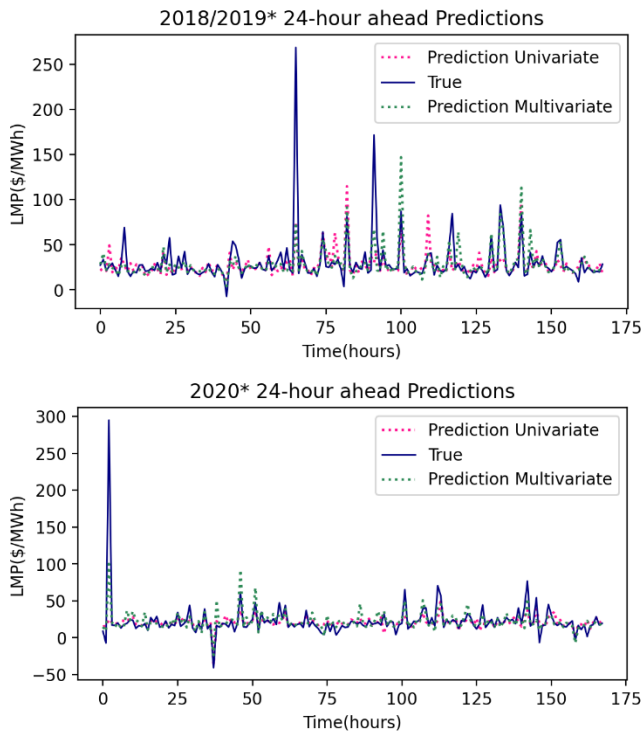 2018/2019* 24-hour ahead Predictions
LMP($/MWh)
250
200
150
100
50
0
Prediction Univariate
True
Prediction Multivariate
0 25 50 75 100 125 150 175
Time(hours)
2020* 24-hour ahead Predictions
LMP($/MWh)
300
250
200
150
100
50
0
−50
Prediction Univariate
True
Prediction Multivariate
0 25 50 75 100 125 150 175
Time(hours)